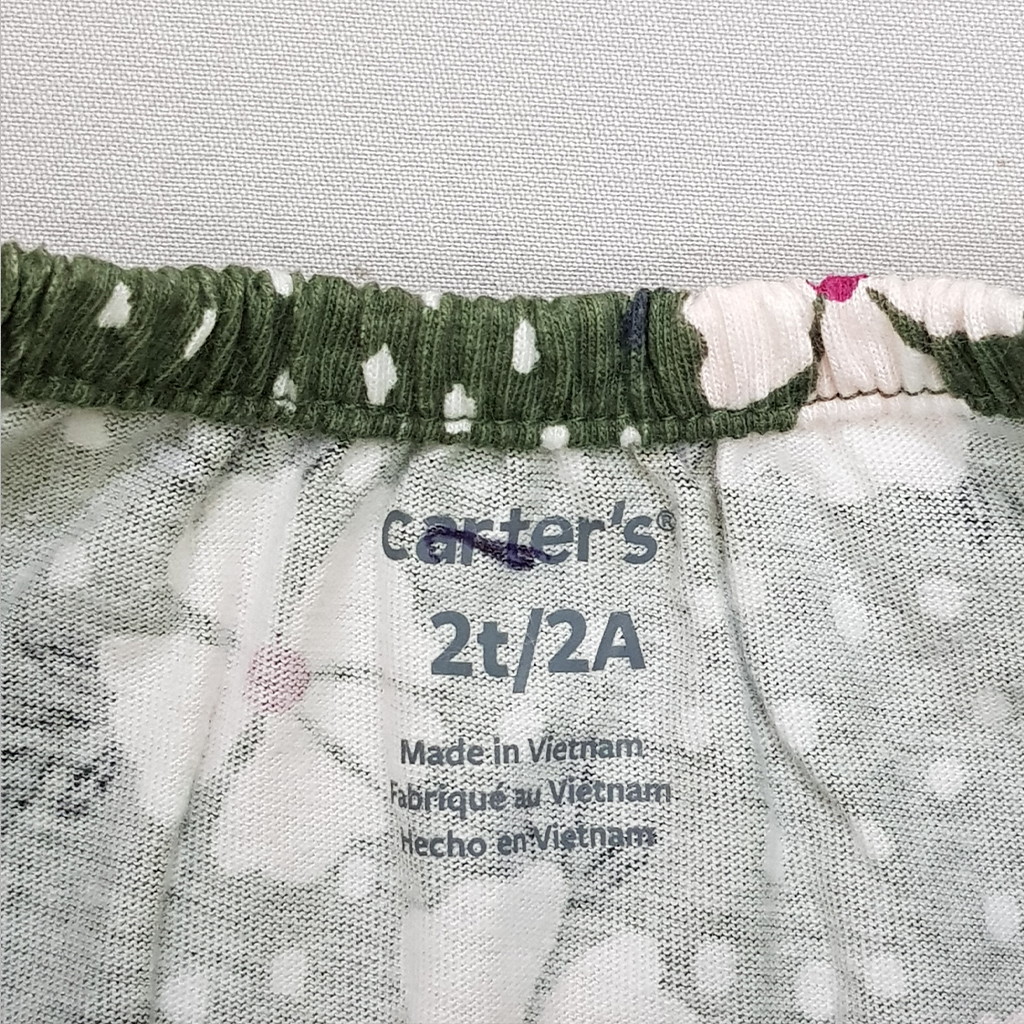 carter's®
2t/2A
Made in Vietnam
Fabriqué au Vietnam
Hecho en Vietnam